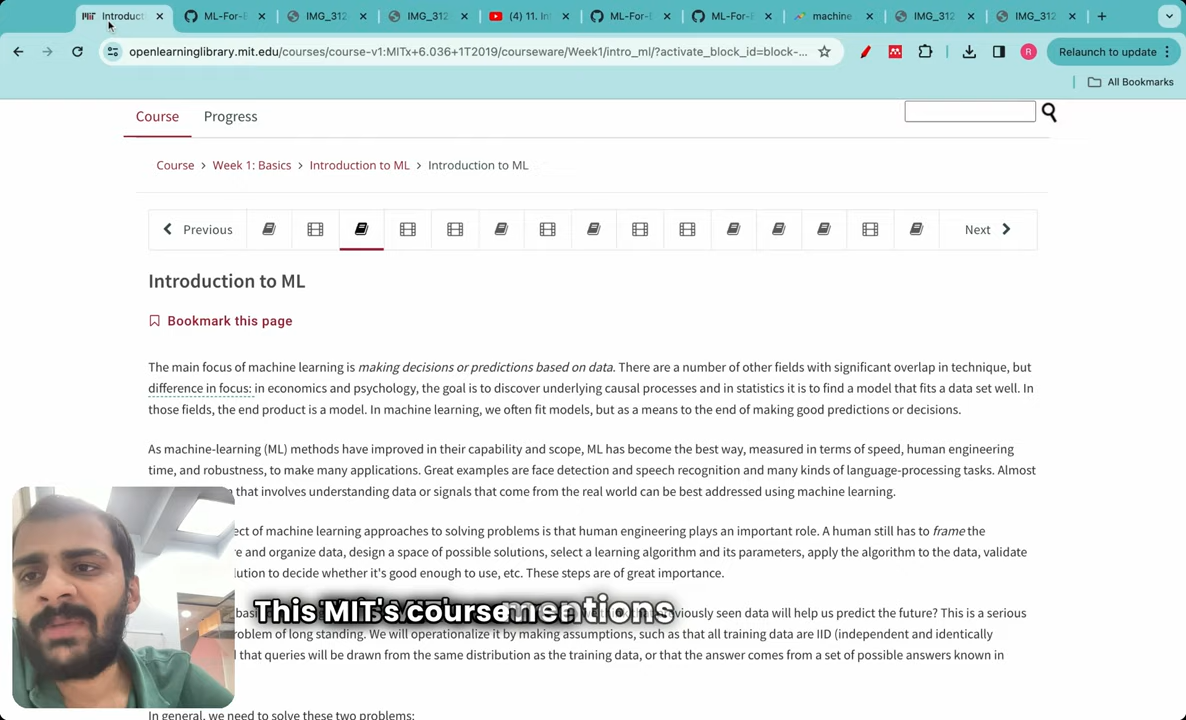 Introduct
ML-For-B
IMG_312
IMG_312
(4) 11. In
ML-For-B
ML-For-B
machine
IMG_312
IMG_312
openlearninglibrary.mit.edu/courses/course-v1:MITx+6.036+1T2019/courseware/Week1/intro_ml/?activate_block_id=block-...
R
Relaunch to update
All Bookmarks
Course Progress
Course > Week 1: Basics > Introduction to ML > Introduction to ML
Previous
Next
Introduction to ML
Bookmark this page
The main focus of machine learning is making decisions or predictions based on data. There are a number of other fields with significant overlap in technique, but
difference in focus: in economics and psychology, the goal is to discover underlying causal processes and in statistics it is to find a model that fits a data set well. In
those fields, the end product is a model. In machine learning, we often fit models, but as a means to the end of making good predictions or decisions.
As machine-learning (ML) methods have improved in their capability and scope, ML has become the best way, measured in terms of speed, human engineering
time, and robustness, to make many applications. Great examples are face detection and speech recognition and many kinds of language-processing tasks. Almost
that involves understanding data or signals that come from the real world can be best addressed using machine learning.
ect of machine learning approaches to solving problems is that human engineering plays an important role. A human still has to frame the
e and organize data, design a space of possible solutions, select a learning algorithm and its parameters, apply the algorithm to the data, validate
lution to decide whether it's good enough to use, etc. These steps are of great importance.
viously seen data will help us predict the future? This is a serious
This MIT's course mentions
roblem of long standing. We will operationalize it by making assumptions, such as that all training data are IID (independent and identically
that queries will be drawn from the same distribution as the training data, or that the answer comes from a set of possible answers known in
In general, we need to solve these two problems: